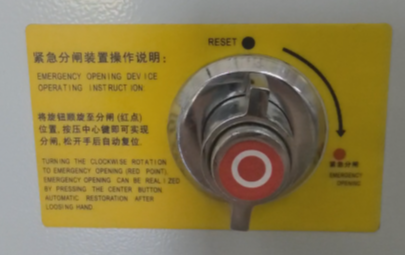 紧急分闸装置操作说明:
EMERGENCY OPENING DEVICE
OPERATING INSTRUCTION:
将旋钮顺旋至分闸 (红点)
位置, 按压中心键即可实现
分闸, 松开手后自动复位.
TURNING THE CLOCKWISE ROTATION
TO EMERGENCY OPENING (RED POINT),
EMERGENCY OPENING CAN BE REALIZED
BY PRESSING THE CENTER BUTTON.
AUTOMATIC RESTORATION AFTER
LOOSING HAND.
RESET
紧急分闸
EMERGENCY
OPENING